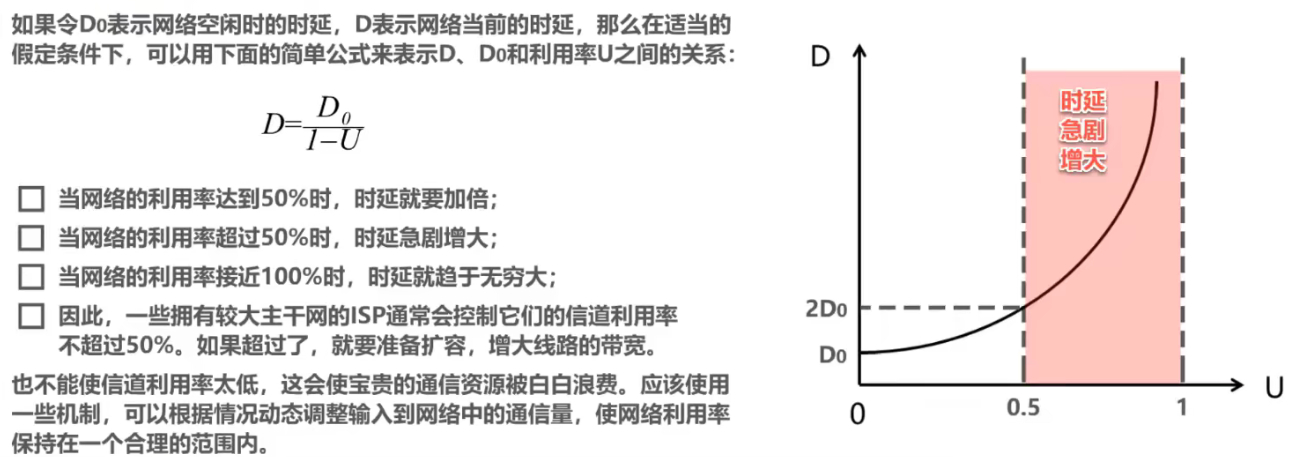 如果令D0表示网络空闲时的时延，D表示网络当前的时延，那么在适当的
假定条件下，可以用下面的简单公式来表示D、D0和利用率U之间的关系：
D=D0/1-U
□ 当网络的利用率达到50%时，时延就要加倍；
□ 当网络的利用率超过50%时，时延急剧增大；
□ 当网络的利用率接近100%时，时延就趋于无穷大；
□ 因此，一些拥有较大主干网的ISP通常会控制它们的信道利用率
不超过50%。如果超过了，就要准备扩容，增大线路的带宽。
也不能使信道利用率太低，这会使宝贵的通信资源被白白浪费。应该使用
一些机制，可以根据情况动态调整输入到网络中的通信量，使网络利用率
保持在一个合理的范围内。
D
时延
急剧
增大
2D0
D0
0
0.5
1
U